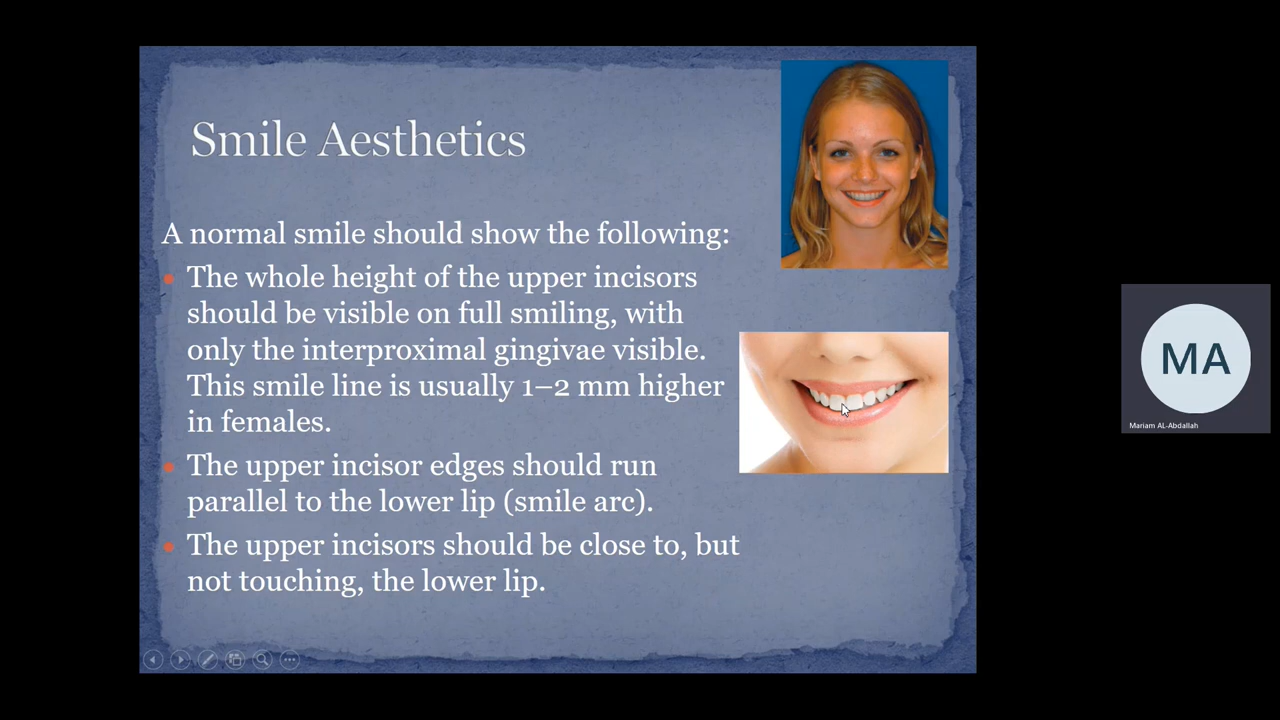 Smile Aesthetics
A normal smile should show the following:
The whole height of the upper incisors
should be visible on full smiling, with
only the interproximal gingivae visible.
This smile line is usually 1–2 mm higher
in females.
The upper incisor edges should run
parallel to the lower lip (smile arc).
The upper incisors should be close to, but
not touching, the lower lip.
MA
Mariam AL-Abdallah